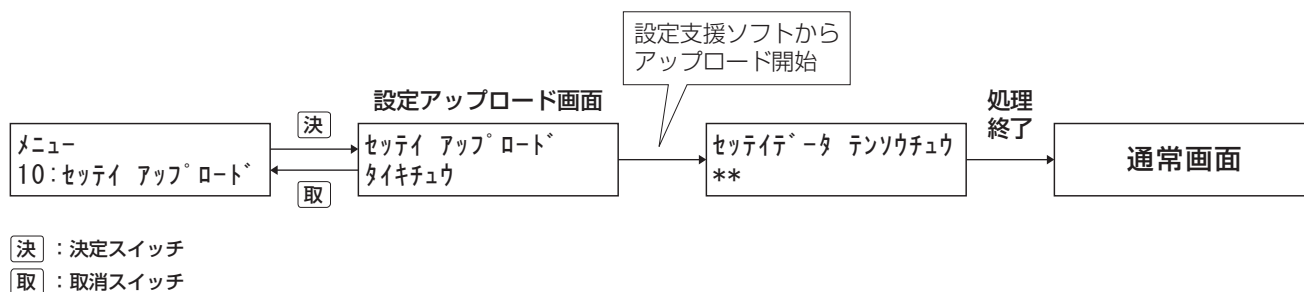 設定支援ソフトから
アップロード開始
設定アップロード画面
処理
終了
メニュー
10:セッテイ アップロード
決
取
セッテイ アップロード
タイキチュウ
セッテイデータ テンソウチュウ
**
通常画面
決 ：決定スイッチ
取 ：取消スイッチ